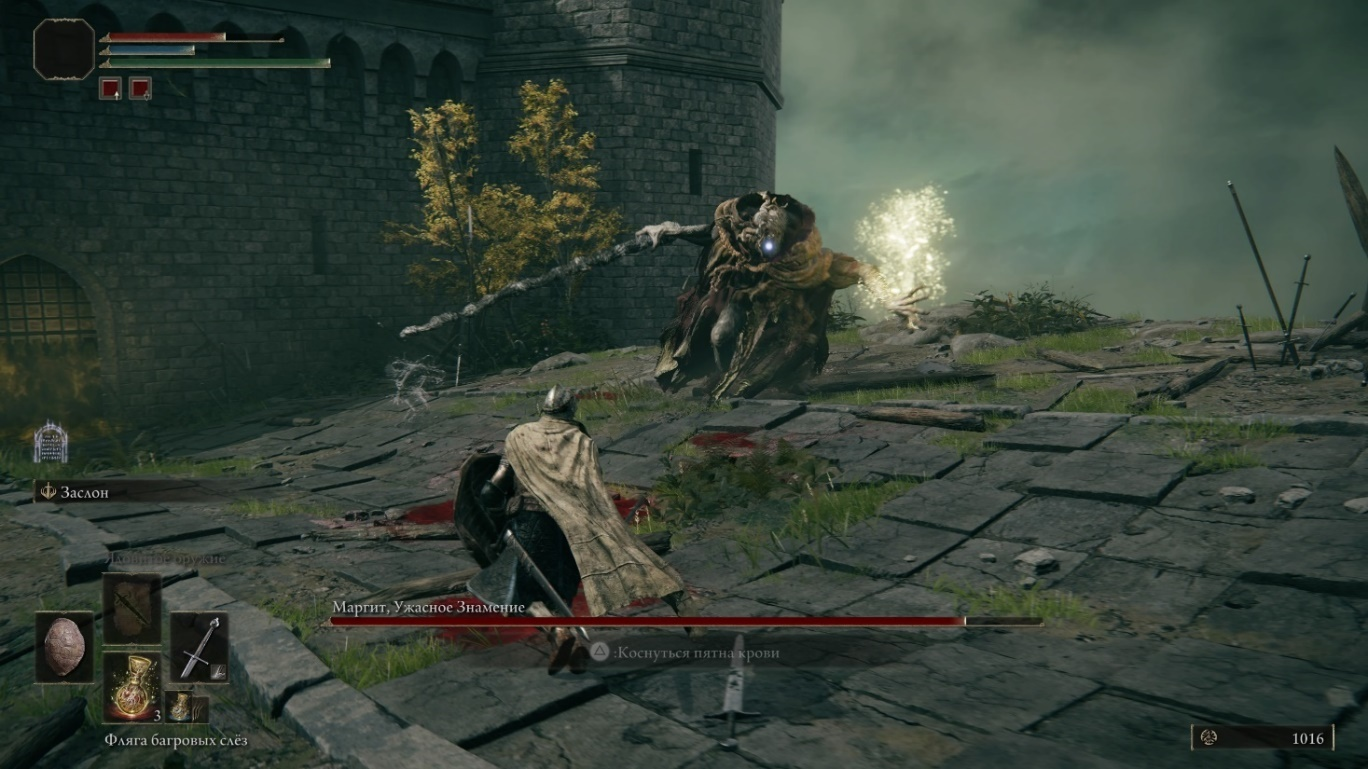 Заслон
Маргит, Ужасное Знамение
:Коснуться пятна крови
3
Фляга багровых слёз
1016